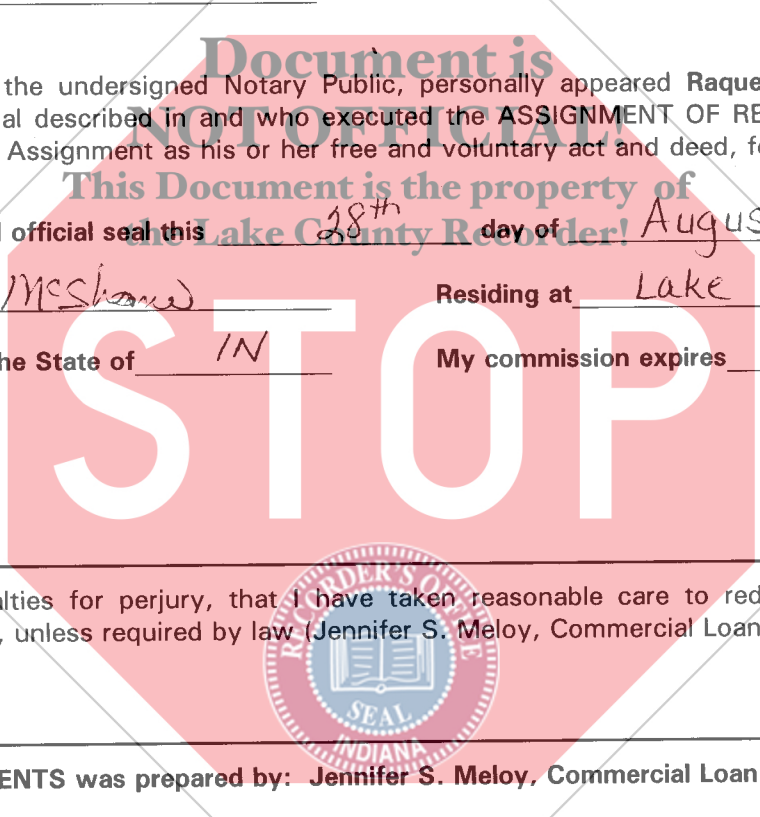 Document is
the undersigned Notary Public, personally appeared Raque
al described in and who executed the ASSIGNMENT OF RE
NOT OFFICIAL!
Assignment as his or her free and voluntary act and deed, fo
This Document is the property of
official seal this 28th day of Augus
the Lake County Recorder!
McShane Residing at Lake
he State of IN My commission expires
STOP
RECORDER'S OFFICE
alties for perjury, that I have taken reasonable care to red
, unless required by law (Jennifer S. Meloy, Commercial Loan
SEAL
INDIANA
ENTS was prepared by: Jennifer S. Meloy, Commercial Loan